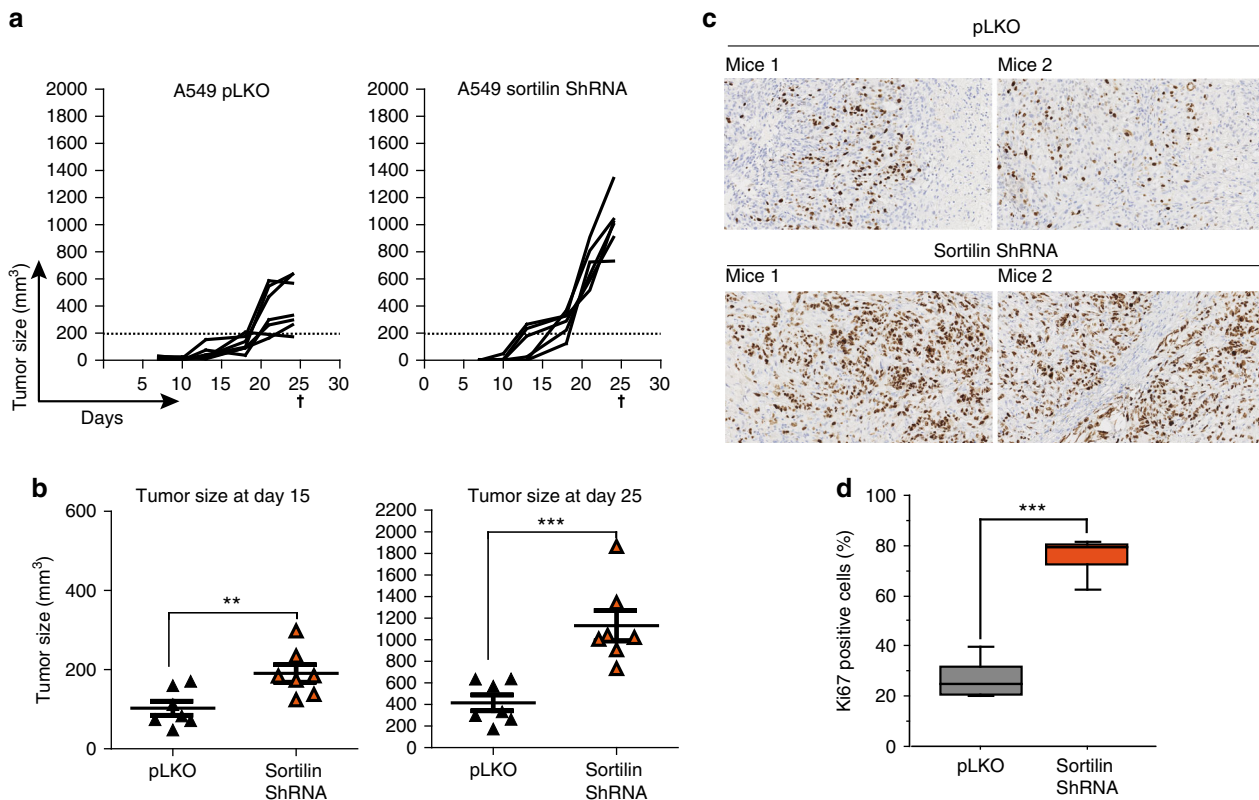 a
A549 pLKO
2000
1800
1600
1400
1200
1000
800
600
400
200
0
0 5 10 15 20 25 30
†
Tumor size (mm3)
Days
A549 sortilin ShRNA
2000
1800
1600
1400
1200
1000
800
600
400
200
0
0 5 10 15 20 25 30
†
b
Tumor size at day 15
Tumor size (mm3)
600
400
200
0
**
pLKO
Sortilin
ShRNA
Tumor size at day 25
2200
2000
1800
1600
1400
1200
1000
800
600
400
200
0
***
pLKO
Sortilin
ShRNA
c
pLKO
Mice 1
Mice 2
Sortilin ShRNA
Mice 1
Mice 2
d
Ki67 positive cells (%)
100
80
60
40
20
0
***
pLKO
Sortilin
ShRNA